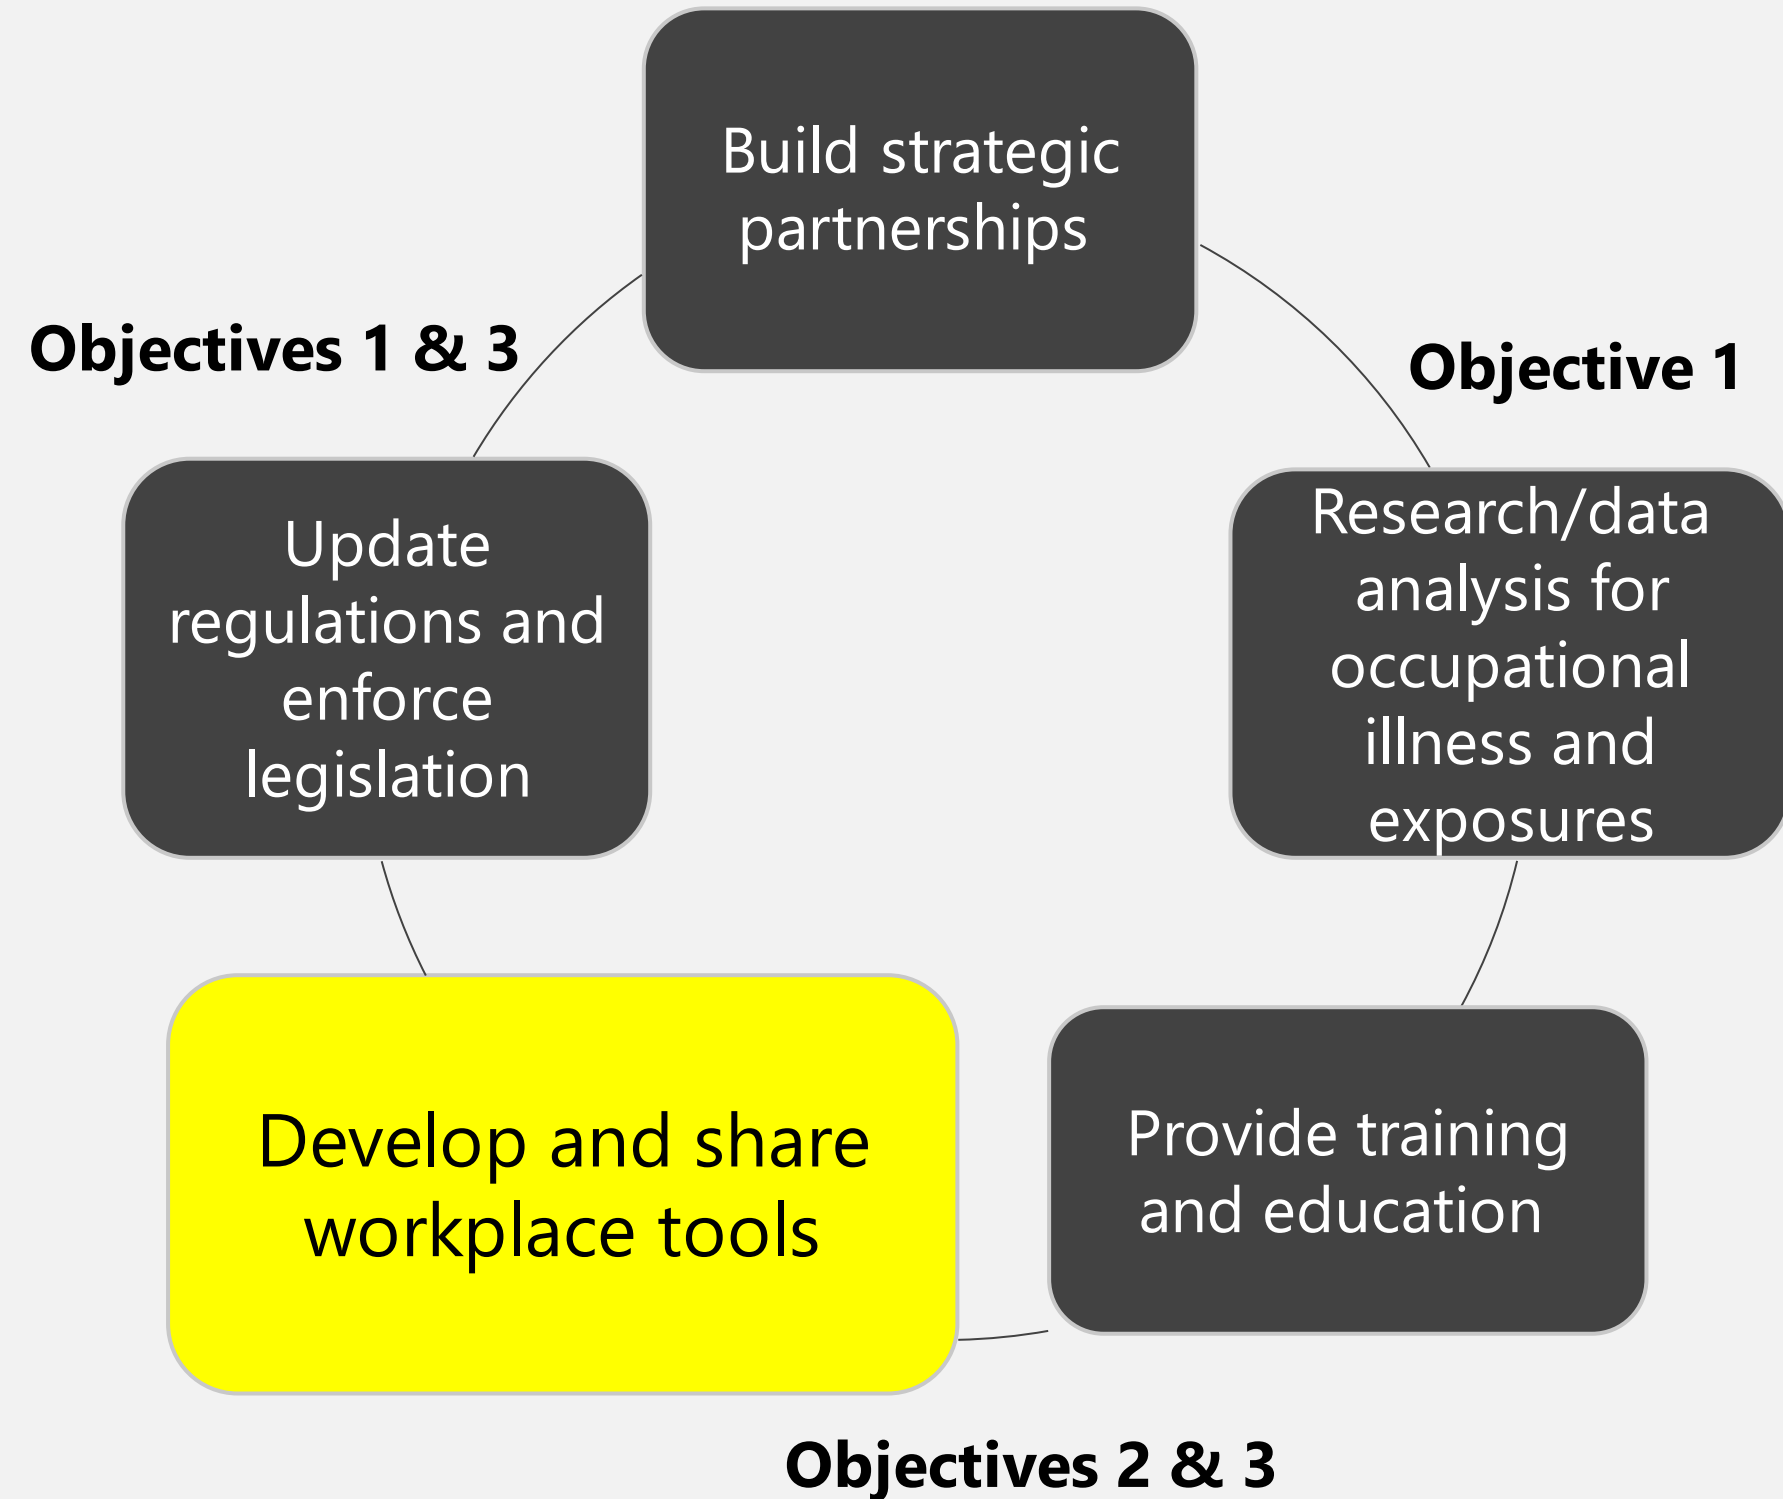 Build strategic
partnerships
Objectives 1 & 3
Objective 1
Update
regulations and
enforce
legislation
Research/data
analysis for
occupational
illness and
exposures
Develop and share
workplace tools
Provide training
and education
Objectives 2 & 3